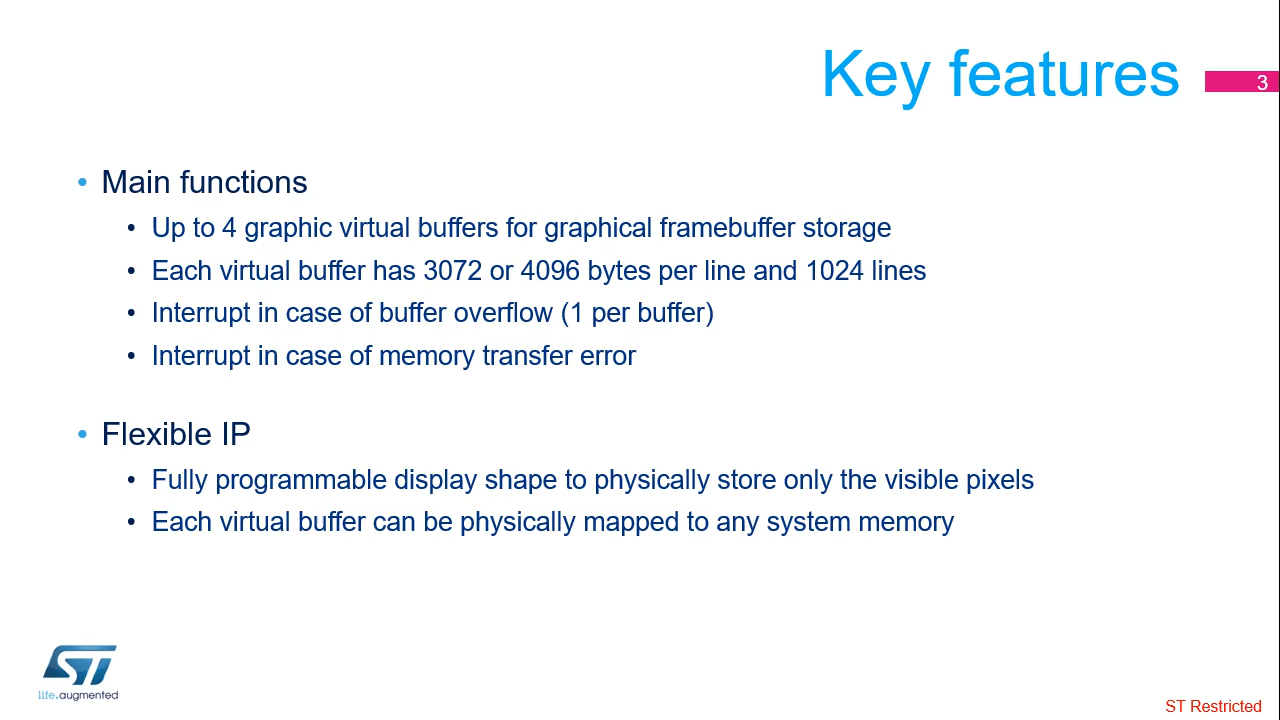 Key features
3
• Main functions
• Up to 4 graphic virtual buffers for graphical framebuffer storage
• Each virtual buffer has 3072 or 4096 bytes per line and 1024 lines
• Interrupt in case of buffer overflow (1 per buffer)
• Interrupt in case of memory transfer error
• Flexible IP
• Fully programmable display shape to physically store only the visible pixels
• Each virtual buffer can be physically mapped to any system memory
ST
life.augmented
ST Restricted